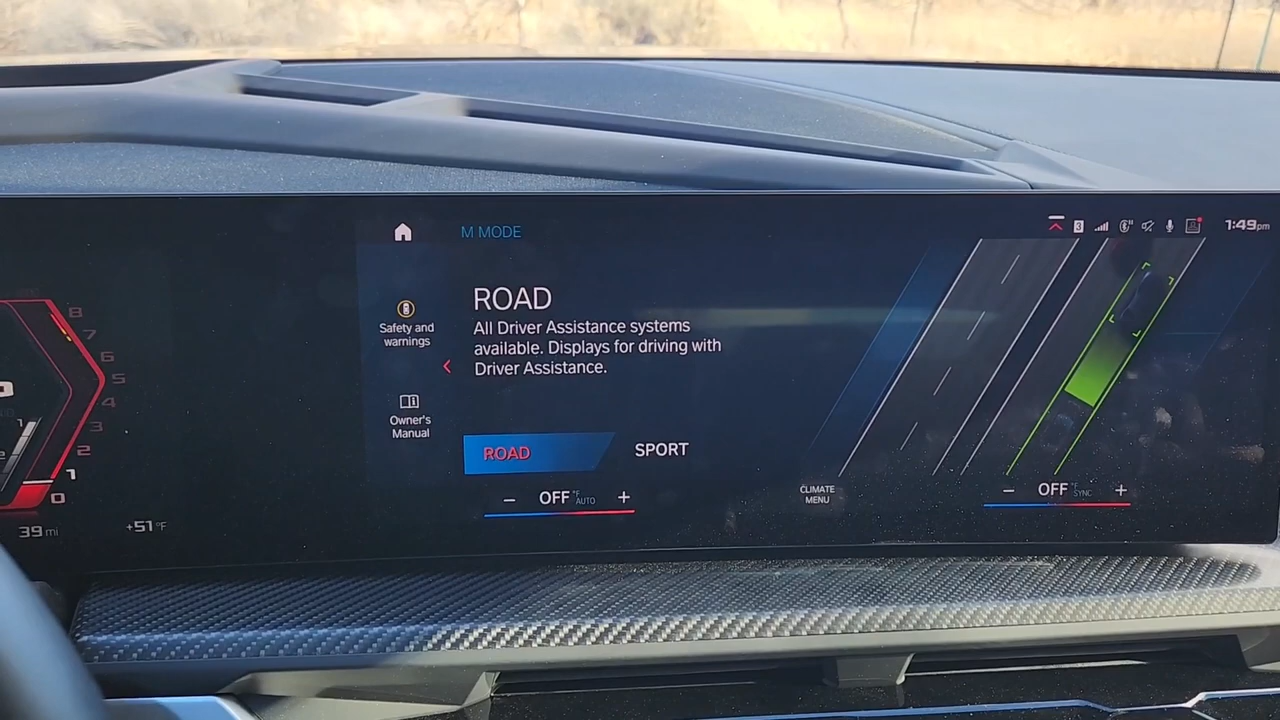 M MODE
3
1:49pm
ROAD
All Driver Assistance systems
available. Displays for driving with
Driver Assistance.
Safety and
warnings
Owner's
Manual
ROAD
SPORT
− OFF °F AUTO +
CLIMATE
MENU
− OFF °F SYNC +
8
7
6
5
4
3
2
1
0
1
39 mi
+51 °F